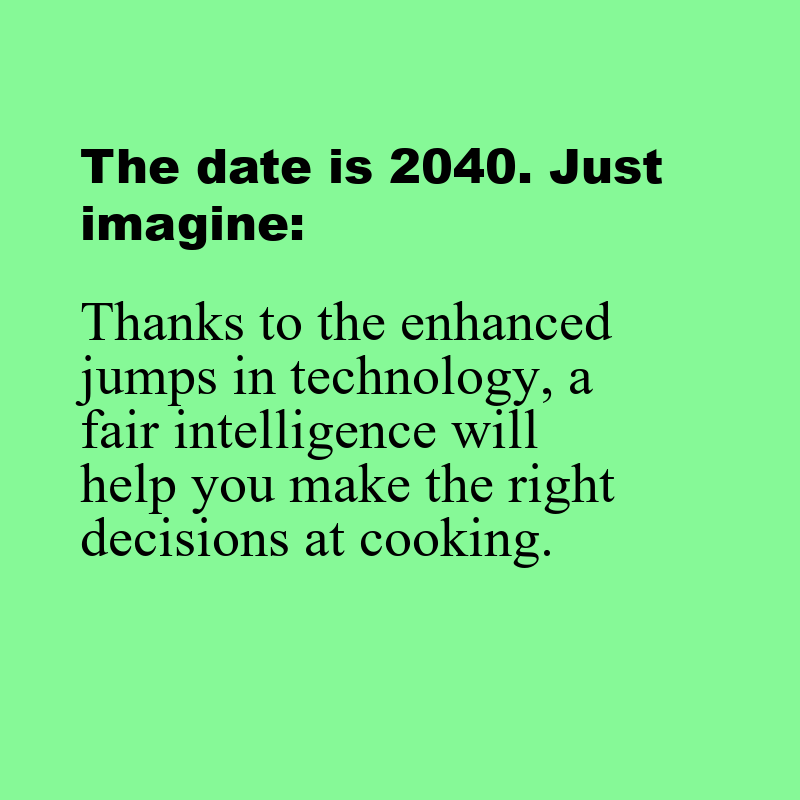 The date is 2040. Just
imagine:
Thanks to the enhanced
jumps in technology, a
fair intelligence will
help you make the right
decisions at cooking.